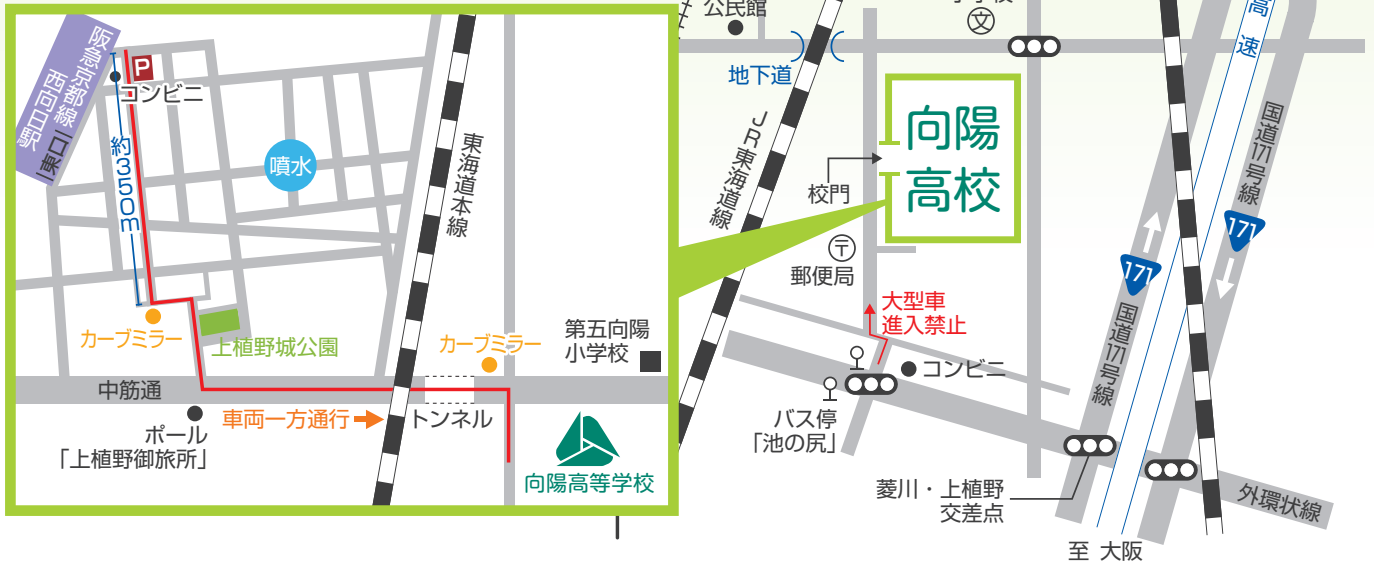 阪急京都線
西向日駅
|東口|
P
コンビニ
約350m
噴水
東海道本線
カーブミラー
上植野城公園
カーブミラー
第五向陽
小学校
中筋通
車両一方通行
トンネル
ポール
「上植野御旅所」
向陽高等学校
公民館
文
高速
地下道
JR東海道線
向陽
高校
校門
〒
郵便局
大型車
進入禁止
コンビニ
バス停
「池の尻」
国道171号線
171
171
国道171号線
菱川・上植野
交差点
外環状線
至 大阪